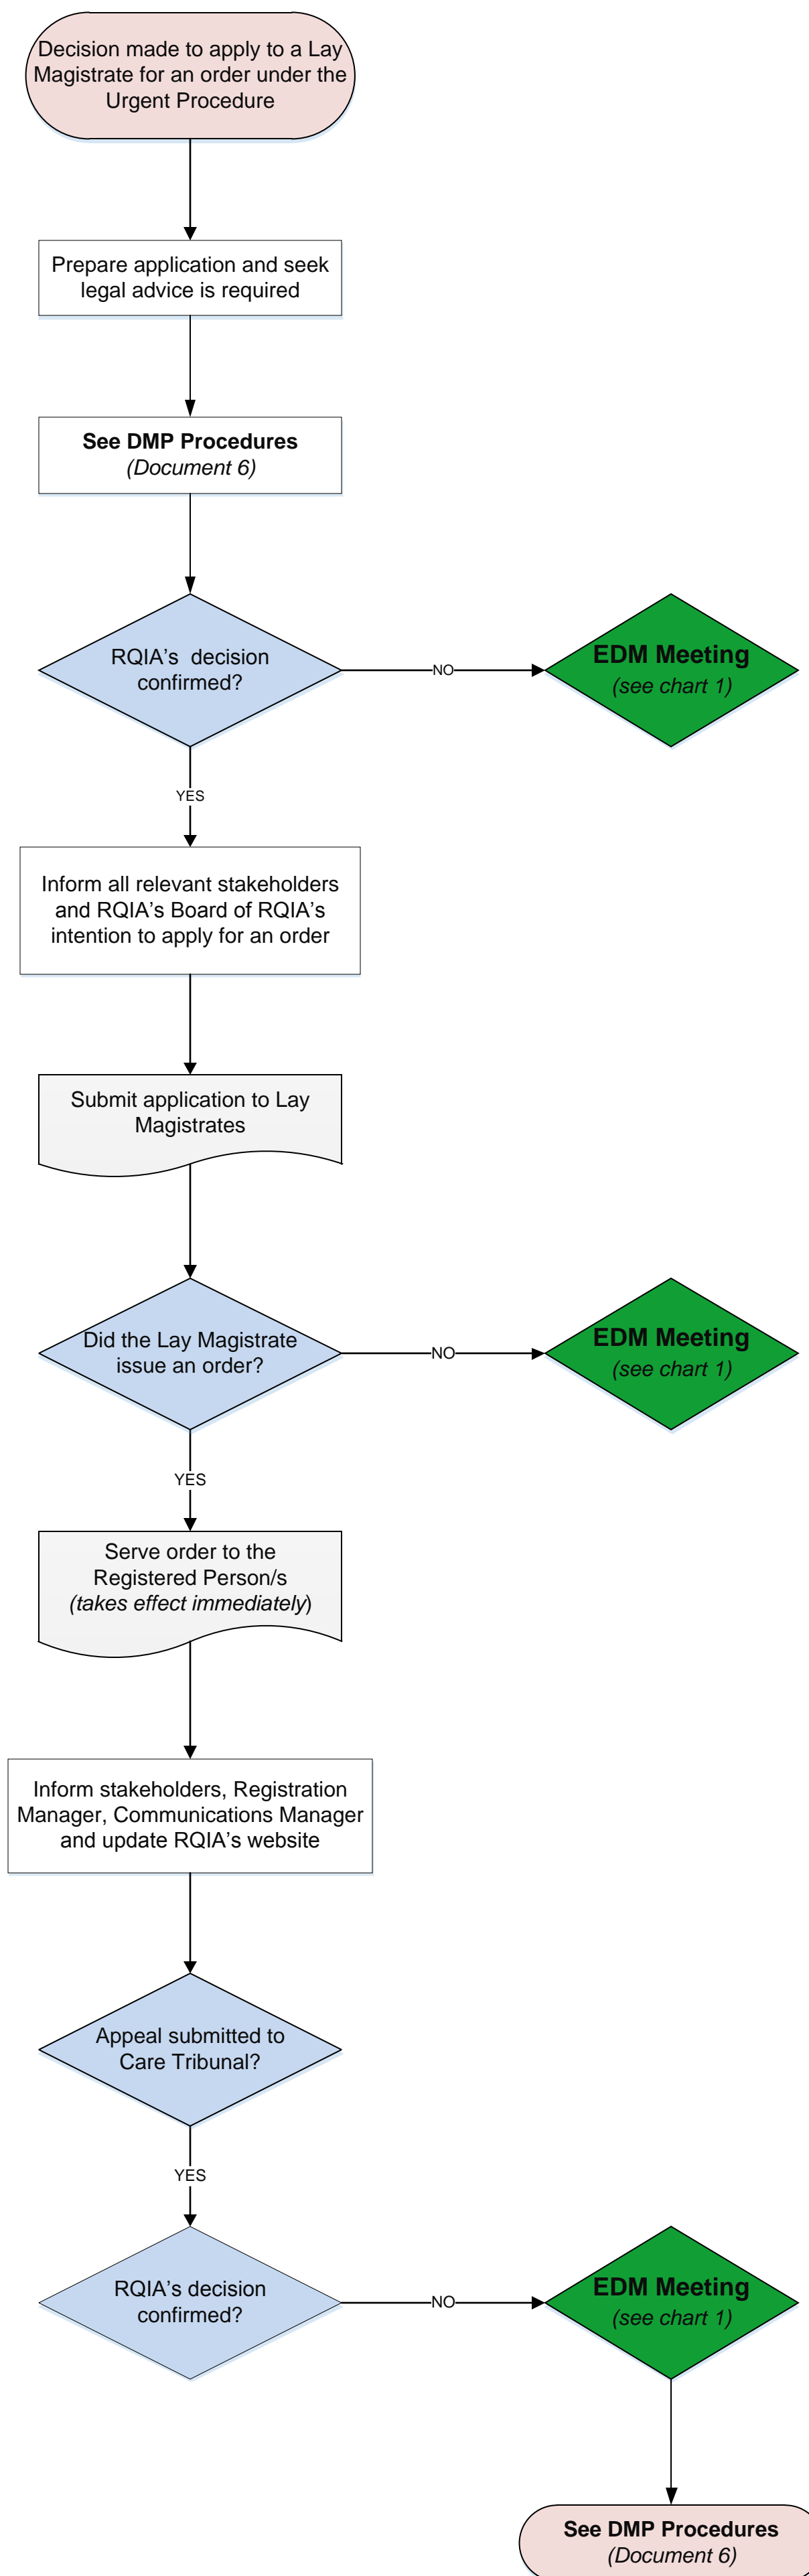 Decision made to apply to a Lay
Magistrate for an order under the
Urgent Procedure
Prepare application and seek
legal advice is required
See DMP Procedures
(Document 6)
RQIA's  decision
confirmed?
NO
EDM Meeting
(see chart 1)
YES
Inform all relevant stakeholders
and RQIA’s Board of RQIA’s
intention to apply for an order
Submit application to Lay
Magistrates
Did the Lay Magistrate
issue an order?
NO
EDM Meeting
(see chart 1)
YES
Serve order to the
Registered Person/s
(takes effect immediately)
Inform stakeholders, Registration
Manager, Communications Manager
and update RQIA’s website
Appeal submitted to
Care Tribunal?
YES
RQIA’s decision
confirmed?
NO
EDM Meeting
(see chart 1)
See DMP Procedures
(Document 6)